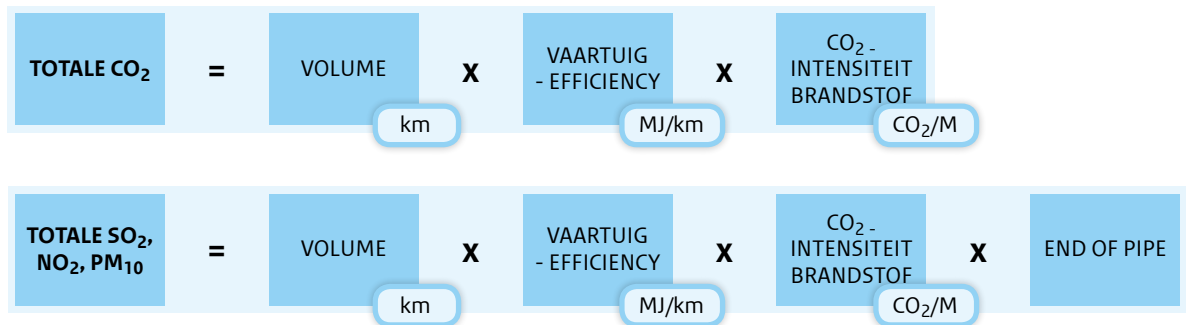 TOTALE CO2 = VOLUME X VAARTUIG - EFFICIENCY X CO2 - INTENSITEIT BRANDSTOF
km MJ/km CO2/M
TOTALE SO2, NO2, PM10 = VOLUME X VAARTUIG - EFFICIENCY X CO2 - INTENSITEIT BRANDSTOF X END OF PIPE
km MJ/km CO2/M